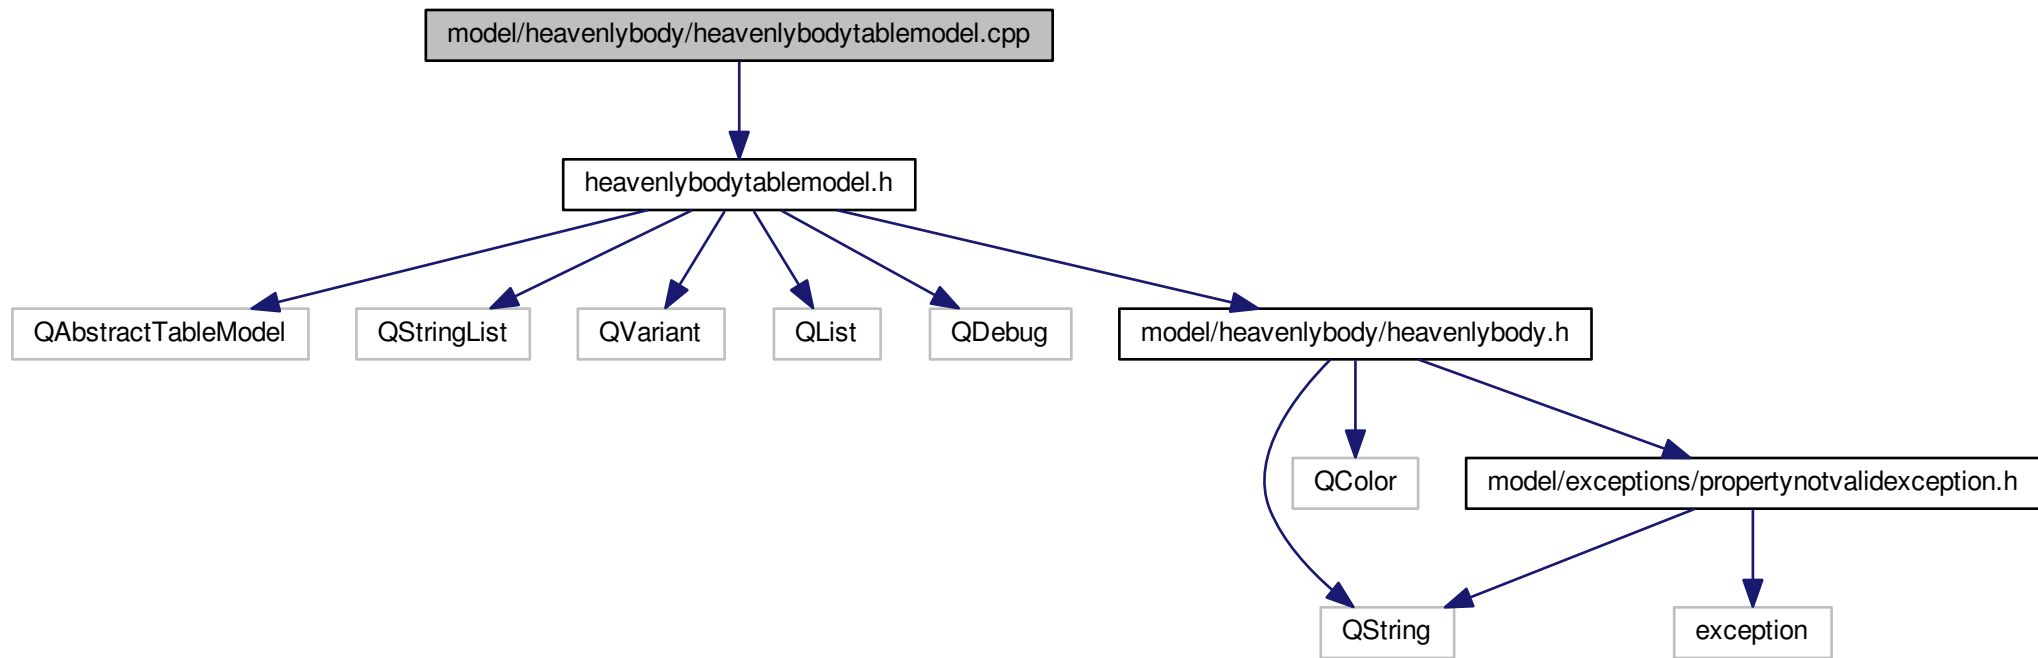 model/heavenlybody/heavenlybodytablemodel.cpp
heavenlybodytablemodel.h
QAbstractTableModel
QStringList
QVariant
QList
QDebug
model/heavenlybody/heavenlybody.h
QColor
model/exceptions/propertynotvalidexception.h
QString
exception